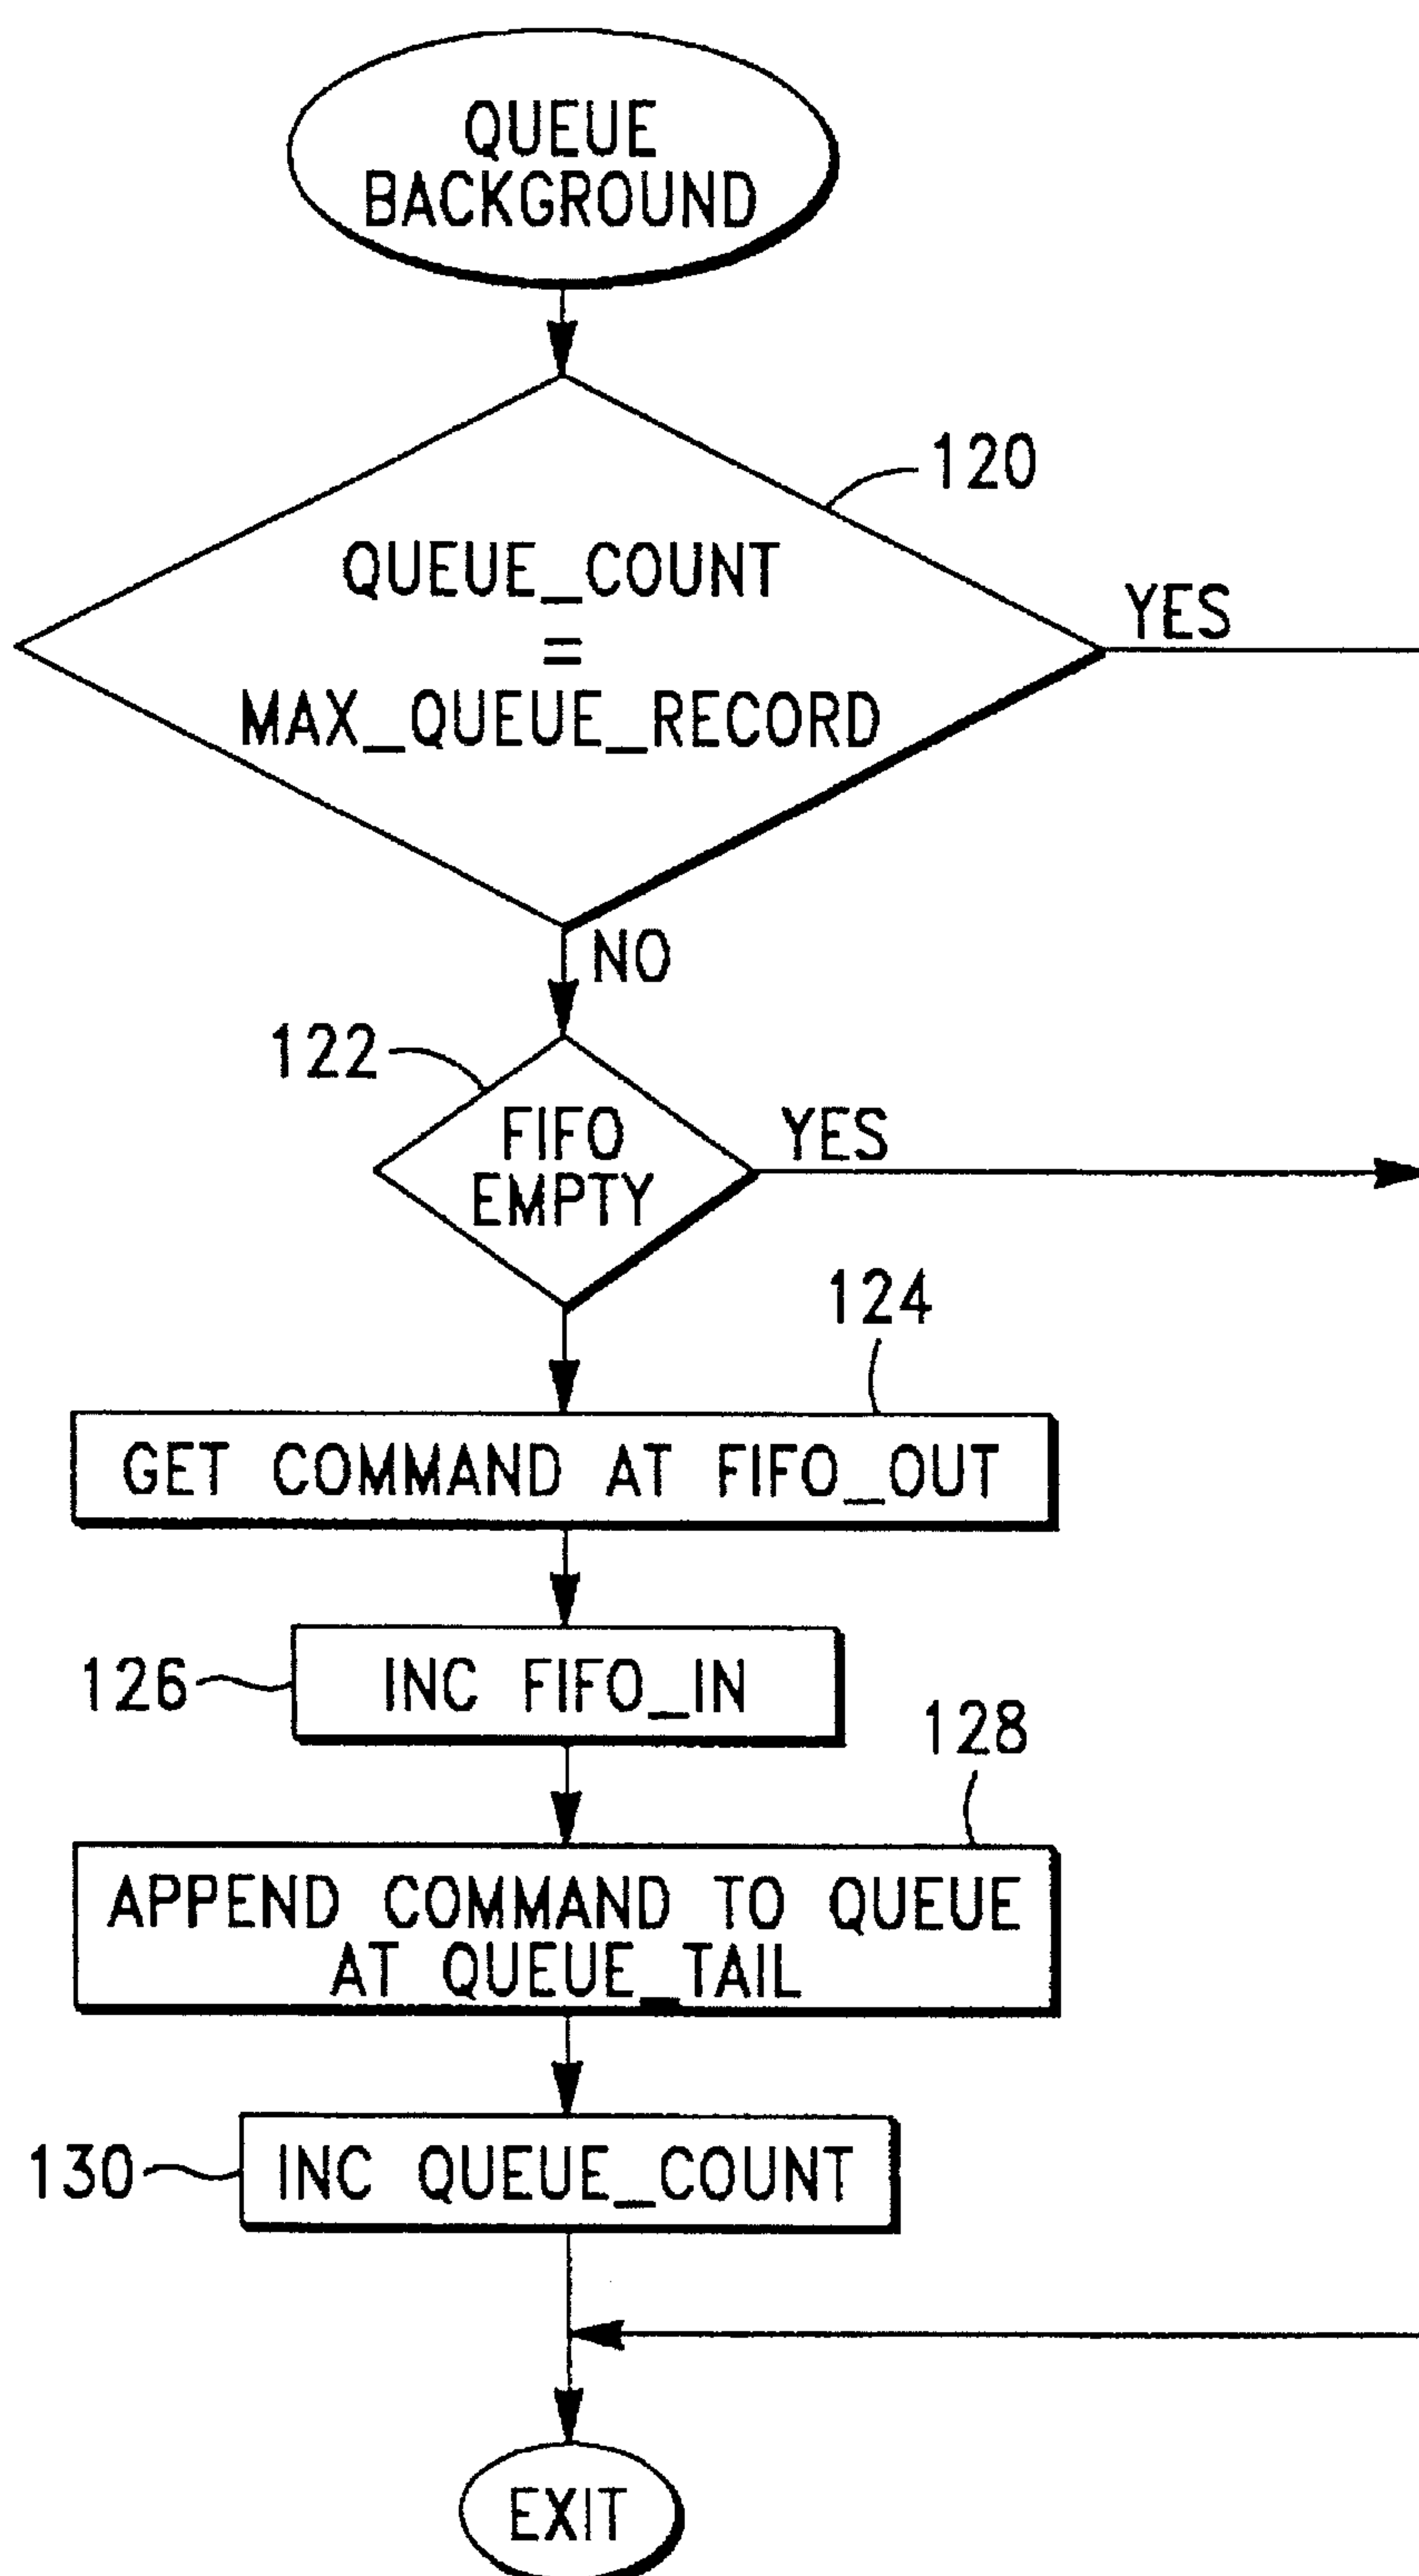 QUEUE
BACKGROUND
120
QUEUE_COUNT
=
MAX_QUEUE_RECORD
YES
NO
122
FIFO
EMPTY
YES
124
GET COMMAND AT FIFO_OUT
126
INC FIFO_IN
128
APPEND COMMAND TO QUEUE
AT QUEUE_TAIL
130
INC QUEUE_COUNT
EXIT